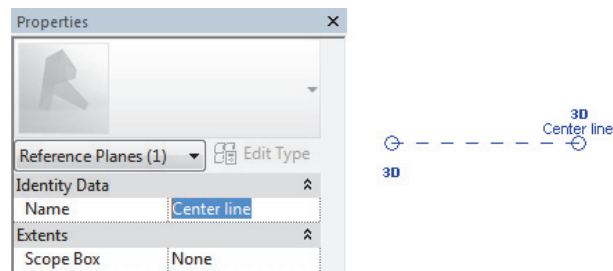 Properties ×
Reference Planes (1) Edit Type
Identity Data
Name Center line
Extents
Scope Box None
3D
Center line
3D